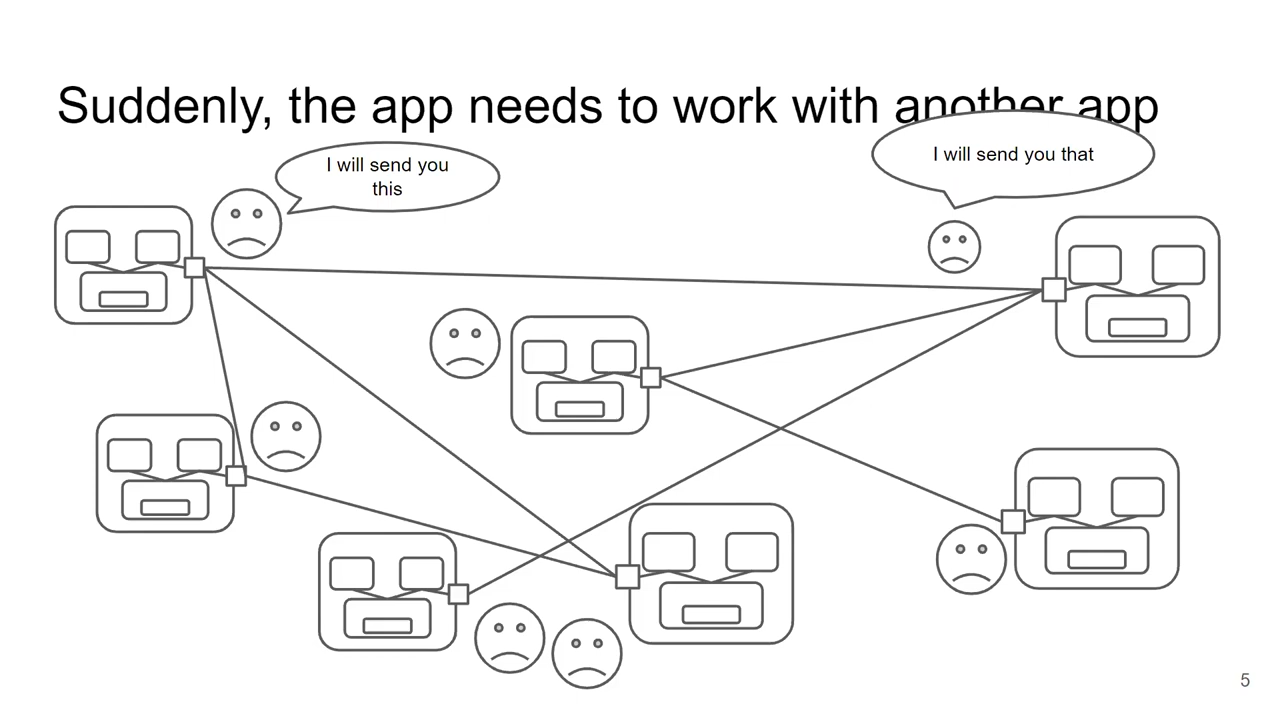 Suddenly, the app needs to work with another app
I will send you
this
I will send you that
5